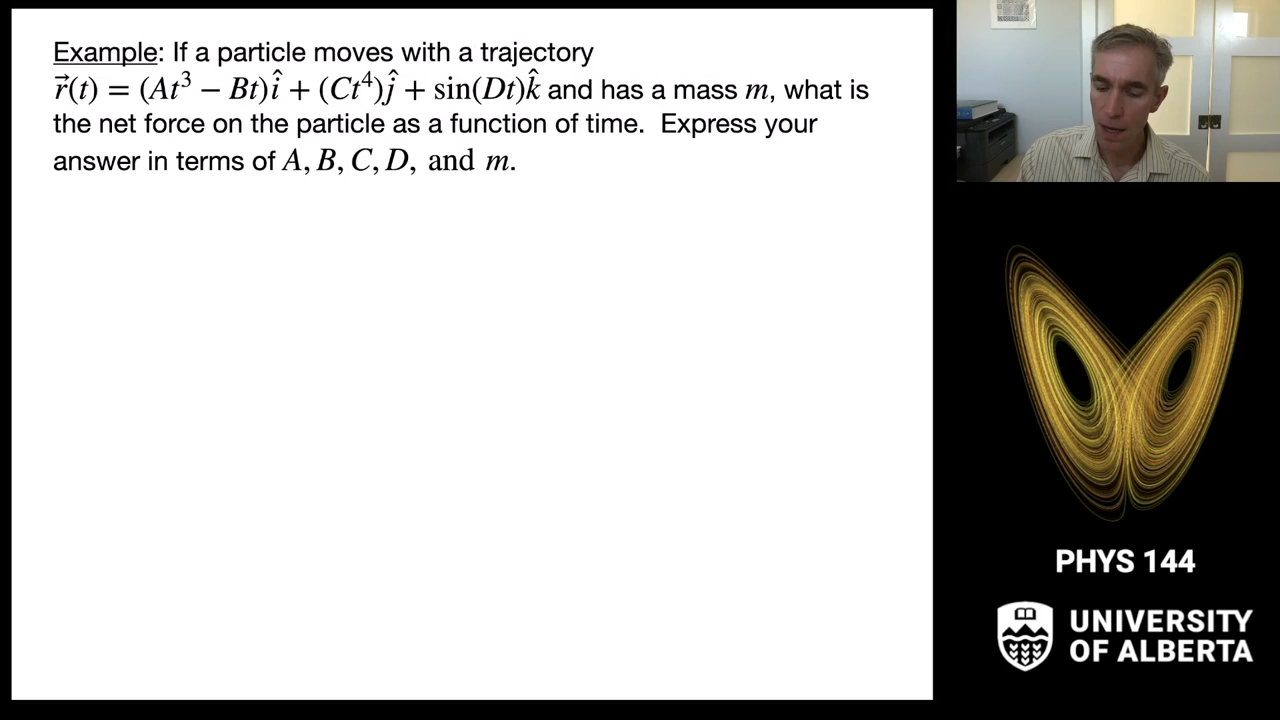 Example: If a particle moves with a trajectory
r⃗(t) = (At³ − Bt)î + (Ct⁴)ĵ + sin(Dt)k̂ and has a mass m, what is
the net force on the particle as a function of time.  Express your
answer in terms of A, B, C, D, and m.
PHYS 144
UNIVERSITY
OF ALBERTA